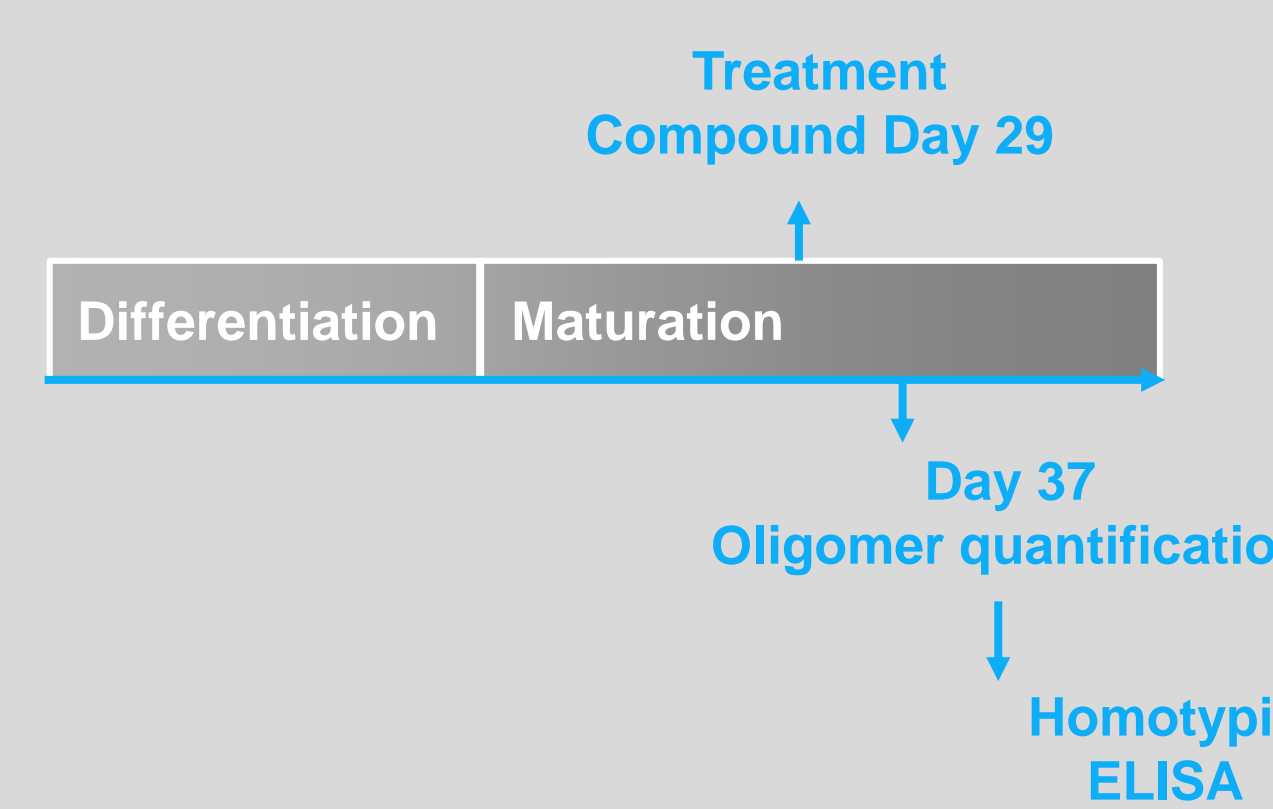 Treatment
Compound Day 29
Differentiation
Maturation
Day 37
Oligomer quantificatio
Homotypi
ELISA